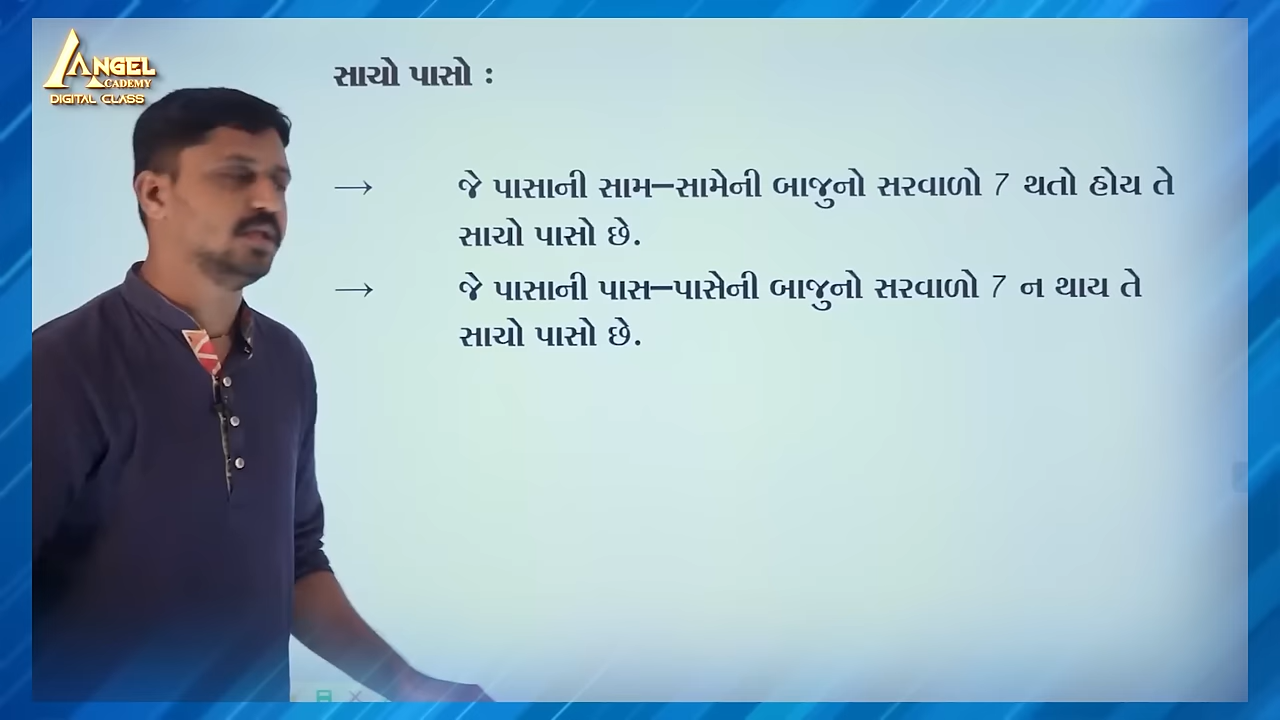 ANGEL
ACADEMY
DIGITAL CLASS
સાચો પાસો :
→ જે પાસાની સામ–સામેની બાજુનો સરવાળો 7 થતો હોય તે
સાચો પાસો છે.
→ જે પાસાની પાસ–પાસેની બાજુનો સરવાળો 7 ન થાય તે
સાચો પાસો છે.